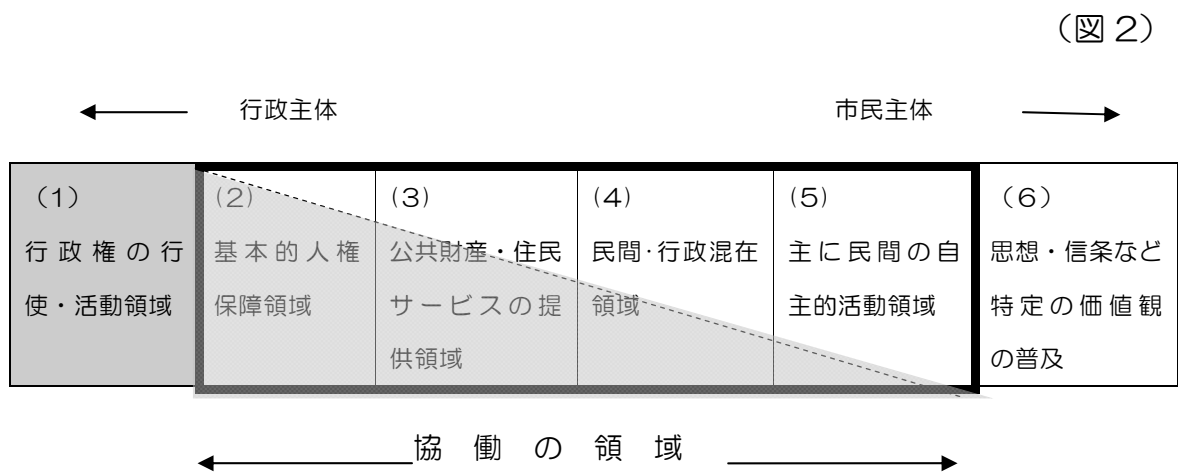 （図２）
行政主体
市民主体
（1）
行政権の行
使・活動領域
（2）
基本的人権
保障領域
（3）
公共財産・住民
サービスの提
供領域
（4）
民間・行政混在
領域
（5）
主に民間の自
主的活動領域
（6）
思想・信条など
特定の価値観
の普及
協働の領域